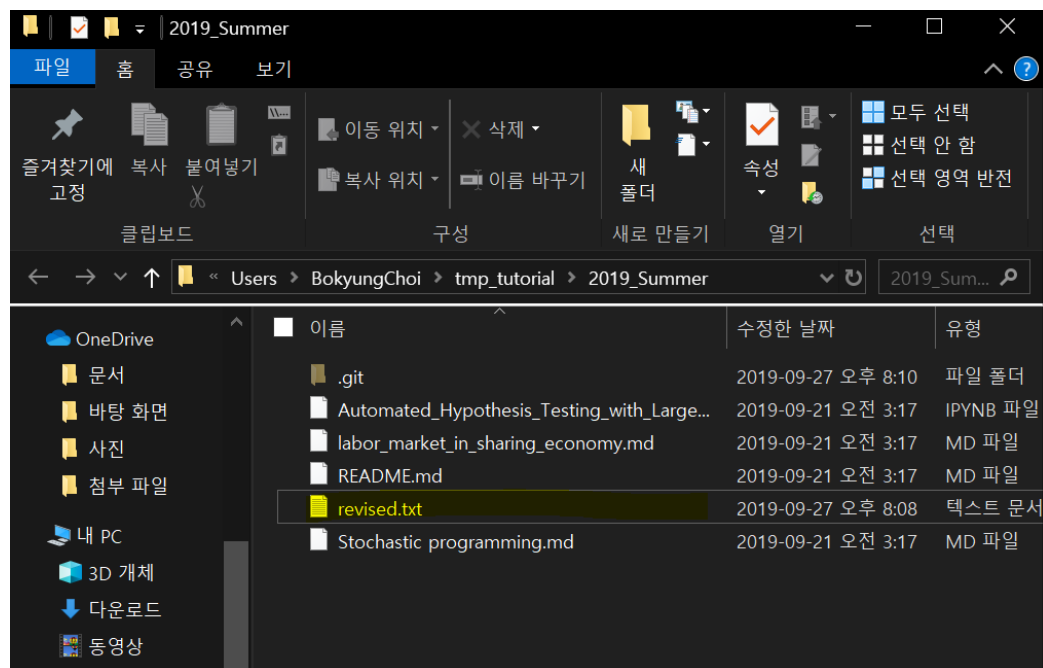 2019_Summer
파일 홈 공유 보기
?
즐겨찾기에 고정
복사
붙여넣기
이동 위치
복사 위치
삭제
이름 바꾸기
새 폴더
속성
모두 선택
선택 안 함
선택 영역 반전
클립보드 구성 새로 만들기 열기 선택
« Users > BokyungChoi > tmp_tutorial > 2019_Summer
2019_Sum...
OneDrive
문서
바탕 화면
사진
첨부 파일
내 PC
3D 개체
다운로드
동영상
이름 수정한 날짜 유형
.git 2019-09-27 오후 8:10 파일 폴더
Automated_Hypothesis_Testing_with_Large... 2019-09-21 오전 3:17 IPYNB 파일
labor_market_in_sharing_economy.md 2019-09-21 오전 3:17 MD 파일
README.md 2019-09-21 오전 3:17 MD 파일
revised.txt 2019-09-27 오후 8:08 텍스트 문서
Stochastic programming.md 2019-09-21 오전 3:17 MD 파일